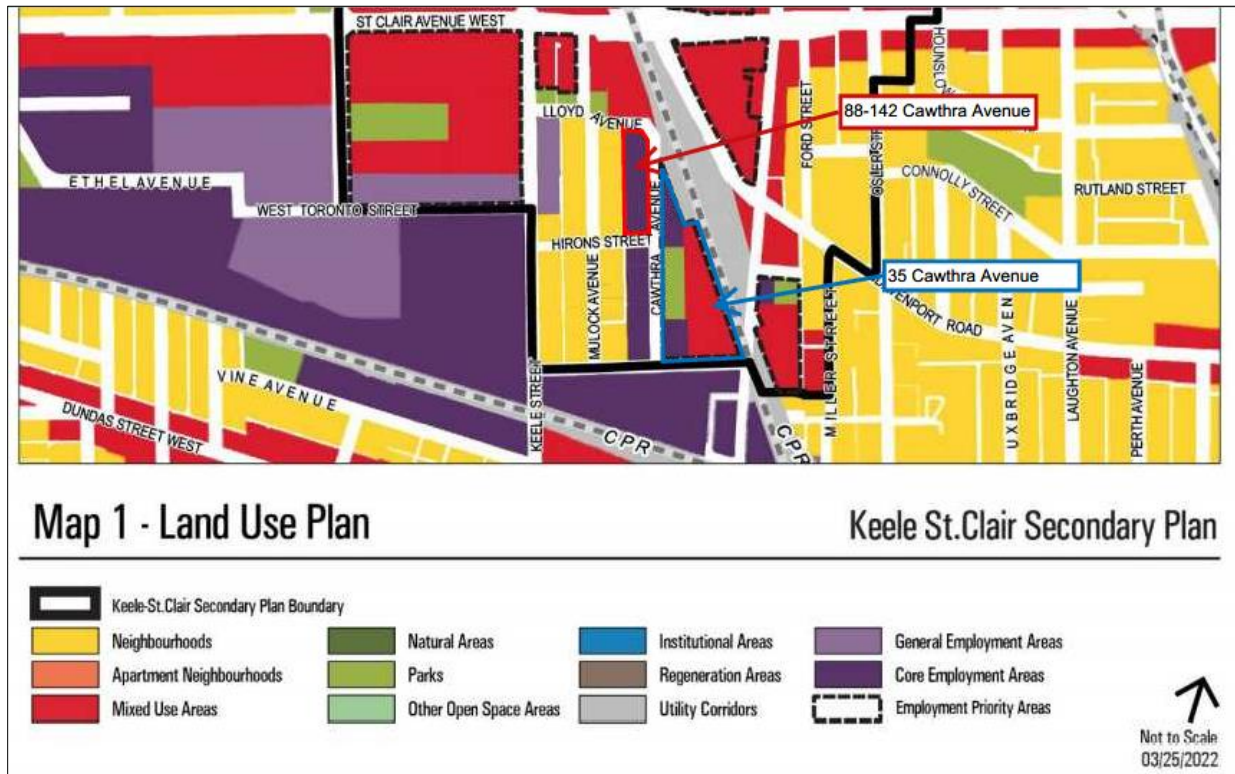 ST CLAIR AVENUE WEST
HOUNSLO
LLOYD AVENUE
88-142 Cawthra Avenue
FORD STREET
OSLER STR
CONNOLLY STREET
RUTLAND STREET
ETHEL AVENUE
WEST TORONTO STREET
HIRONS STREET
CAWTHRA AVENUE
MULOCK AVENUE
35 Cawthra Avenue
DAVENPORT ROAD
UXBRIDGE AVEN
LAUGHTON AVENUE
PERTH AVENUE
MILLER STREET
KEELE STREET
VINE AVENUE
DUNDAS STREET WEST
CPR
CPR
Map 1 - Land Use Plan
Keele St.Clair Secondary Plan
Keele-St.Clair Secondary Plan Boundary
Neighbourhoods
Natural Areas
Institutional Areas
General Employment Areas
Apartment Neighbourhoods
Parks
Regeneration Areas
Core Employment Areas
Mixed Use Areas
Other Open Space Areas
Utility Corridors
Employment Priority Areas
Not to Scale
03/25/2022